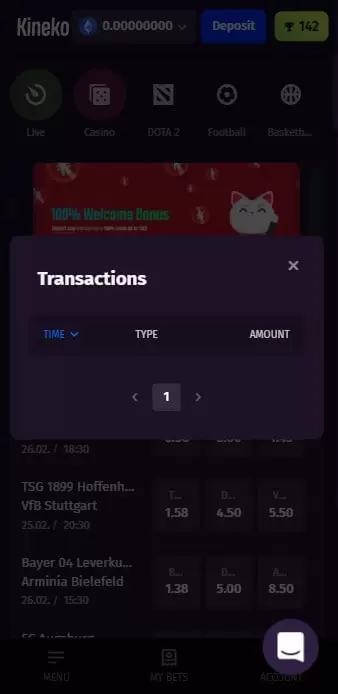 Kineko
0.00000000
Deposit
142
Live
Casino
DOTA 2
Football
Basketb...
100% Welcome Bonus
Transactions
TIME
TYPE
AMOUNT
1
26.02. / 18:30
TSG 1899 Hoffenh...
VfB Stuttgart
25.02. / 20:30
T...
1.58
D...
4.50
V...
5.50
Bayer 04 Leverku...
Arminia Bielefeld
26.02. / 15:30
B...
1.38
D...
5.00
A...
8.50
FC Augsburg
MENU
MY BETS
ACCOUNT